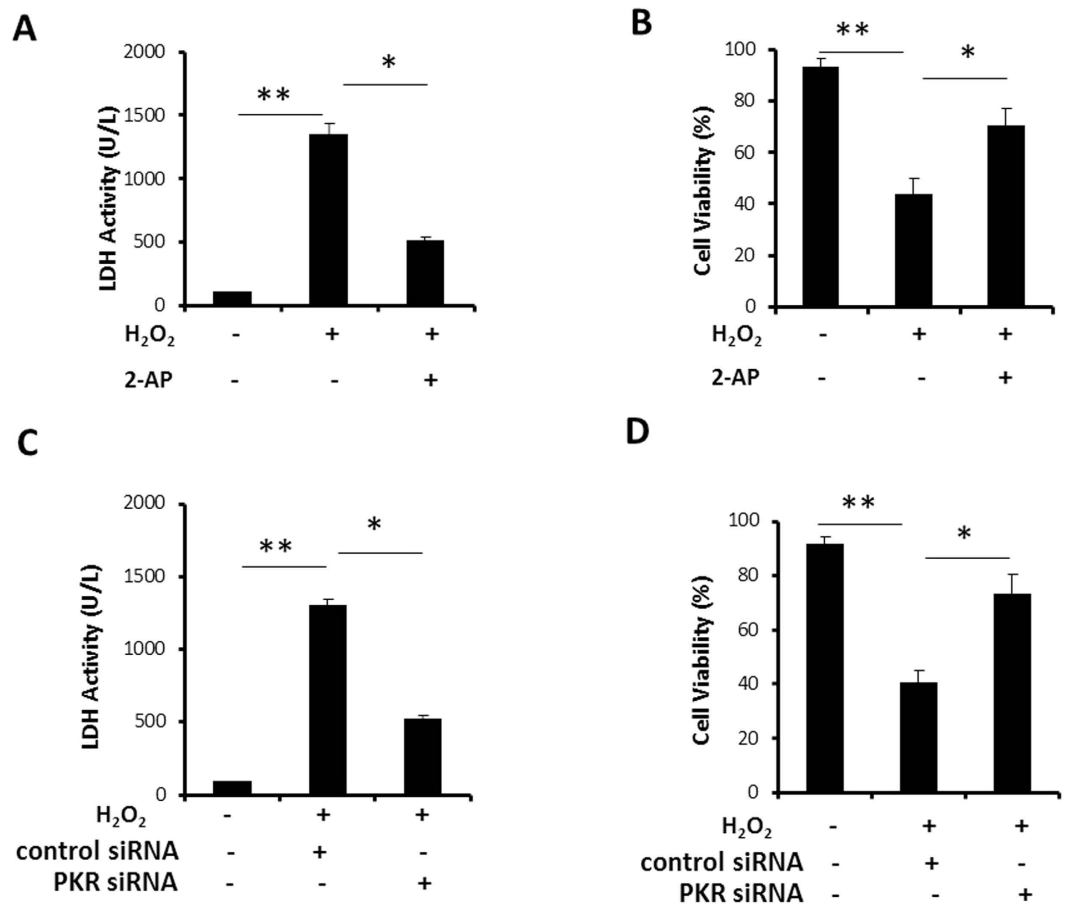 A
LDH Activity (U/L)
2000
1500
1000
500
0
**
*
H₂O₂ - + +
2-AP - - +
B
Cell Viability (%)
100
80
60
40
20
0
**
*
H₂O₂ - + +
2-AP - - +
C
LDH Activity (U/L)
2000
1500
1000
500
0
**
*
H₂O₂ - + +
control siRNA - + -
PKR siRNA - - +
D
Cell Viability (%)
100
80
60
40
20
0
**
*
H₂O₂ - + +
control siRNA - + -
PKR siRNA - - +